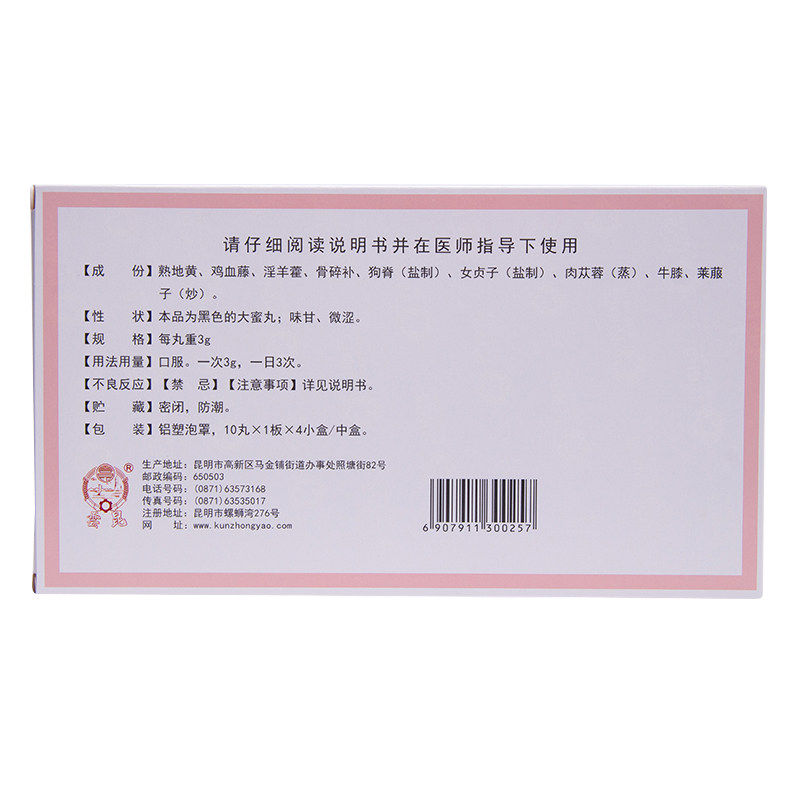 请仔细阅读说明书并在医师指导下使用
【成　份】熟地黄、鸡血藤、淫羊藿、骨碎补、狗脊（盐制）、女贞子（盐制）、肉苁蓉（蒸）、牛膝、莱菔
子（炒）。
【性　状】本品为黑色的大蜜丸；味甘、微涩。
【规　格】每丸重3g
【用法用量】口服。一次3g，一日3次。
【不良反应】【禁　忌】【注意事项】详见说明书。
【贮　藏】密闭，防潮。
【包　装】铝塑泡罩，10丸×1板×4小盒/中盒。
生产地址：昆明市高新区马金铺街道办事处照塘街82号
邮政编码：650503
电话号码：(0871)63573168
传真号码：(0871)63535017
注册地址：昆明市螺蛳湾276号
网　址：www.kunzhongyao.com
®
6 907911 300257